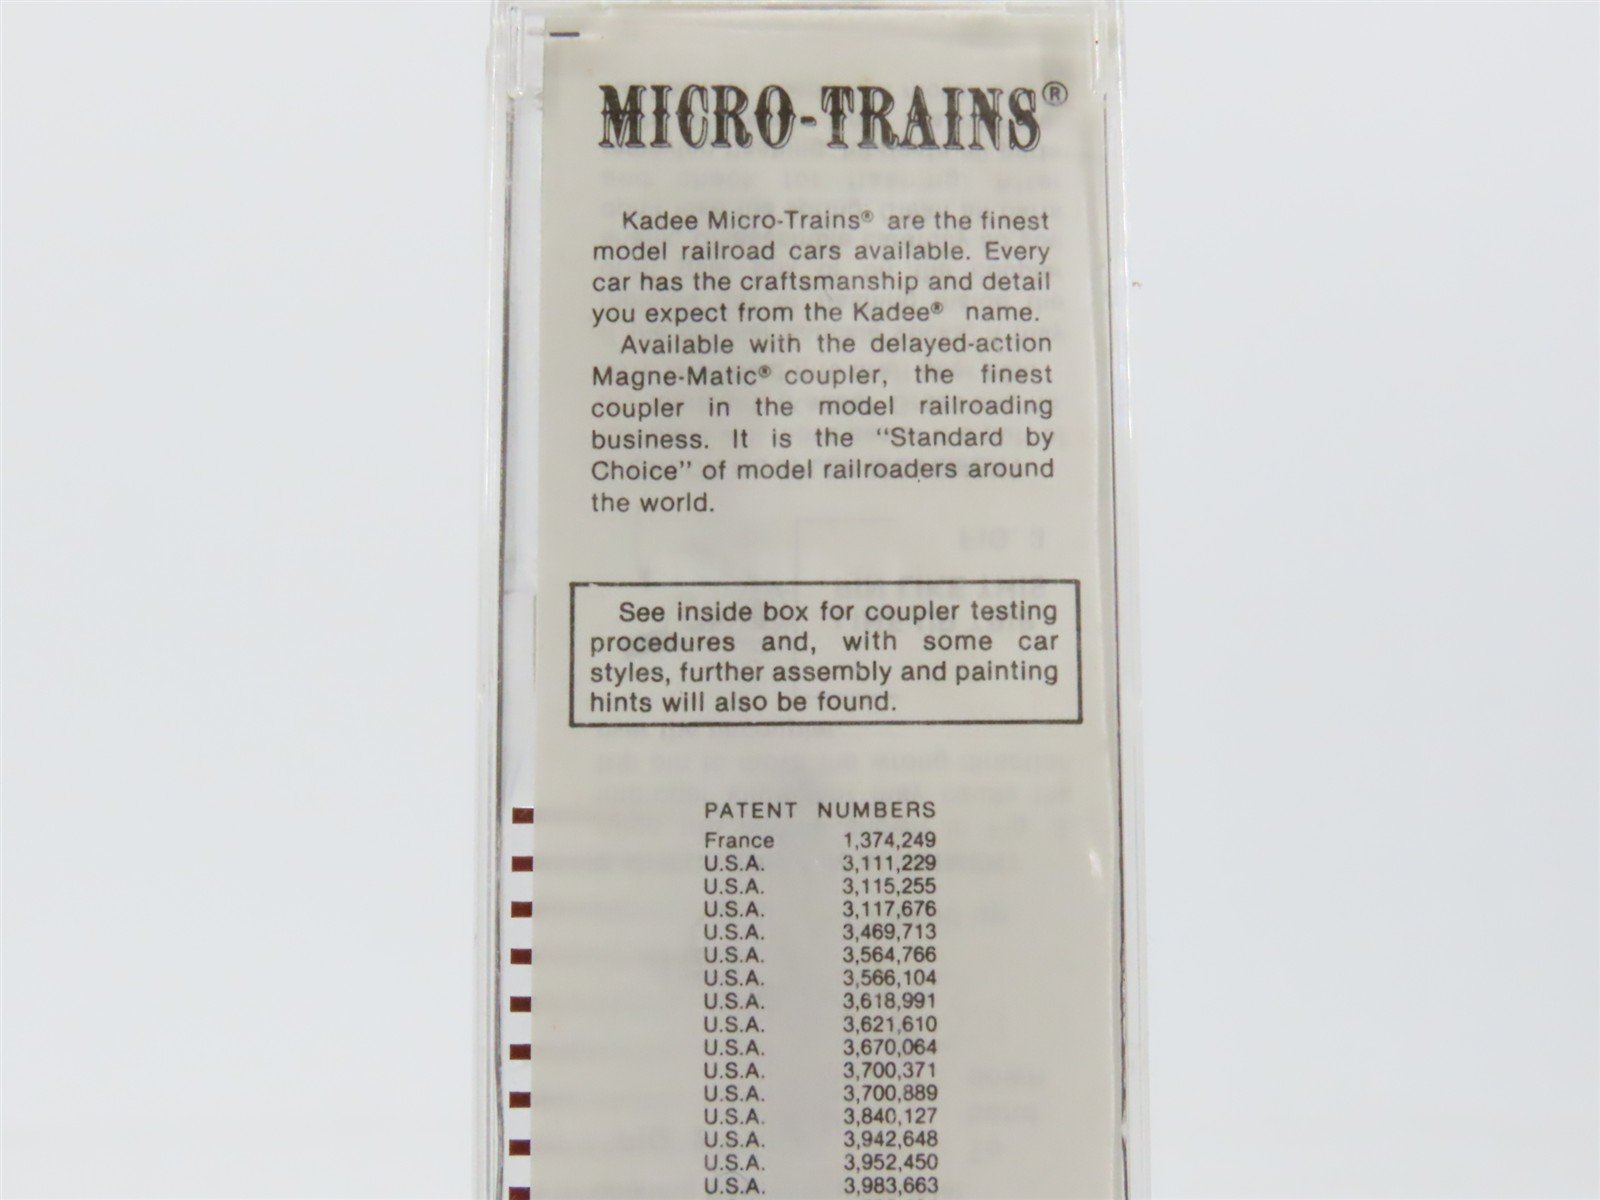 MICRO-TRAINS®
Kadee Micro-Trains® are the finest
model railroad cars available. Every
car has the craftsmanship and detail
you expect from the Kadee® name.
Available with the delayed-action
Magne-Matic® coupler, the finest
coupler in the model railroading
business. It is the “Standard by
Choice” of model railroaders around
the world.
See inside box for coupler testing
procedures and, with some car
styles, further assembly and painting
hints will also be found.
PATENT NUMBERS
France 1,374,249
U.S.A. 3,111,229
U.S.A. 3,115,255
U.S.A. 3,117,676
U.S.A. 3,469,713
U.S.A. 3,564,766
U.S.A. 3,566,104
U.S.A. 3,618,991
U.S.A. 3,621,610
U.S.A. 3,670,064
U.S.A. 3,700,371
U.S.A. 3,700,889
U.S.A. 3,840,127
U.S.A. 3,942,648
U.S.A. 3,952,450
U.S.A. 3,983,663